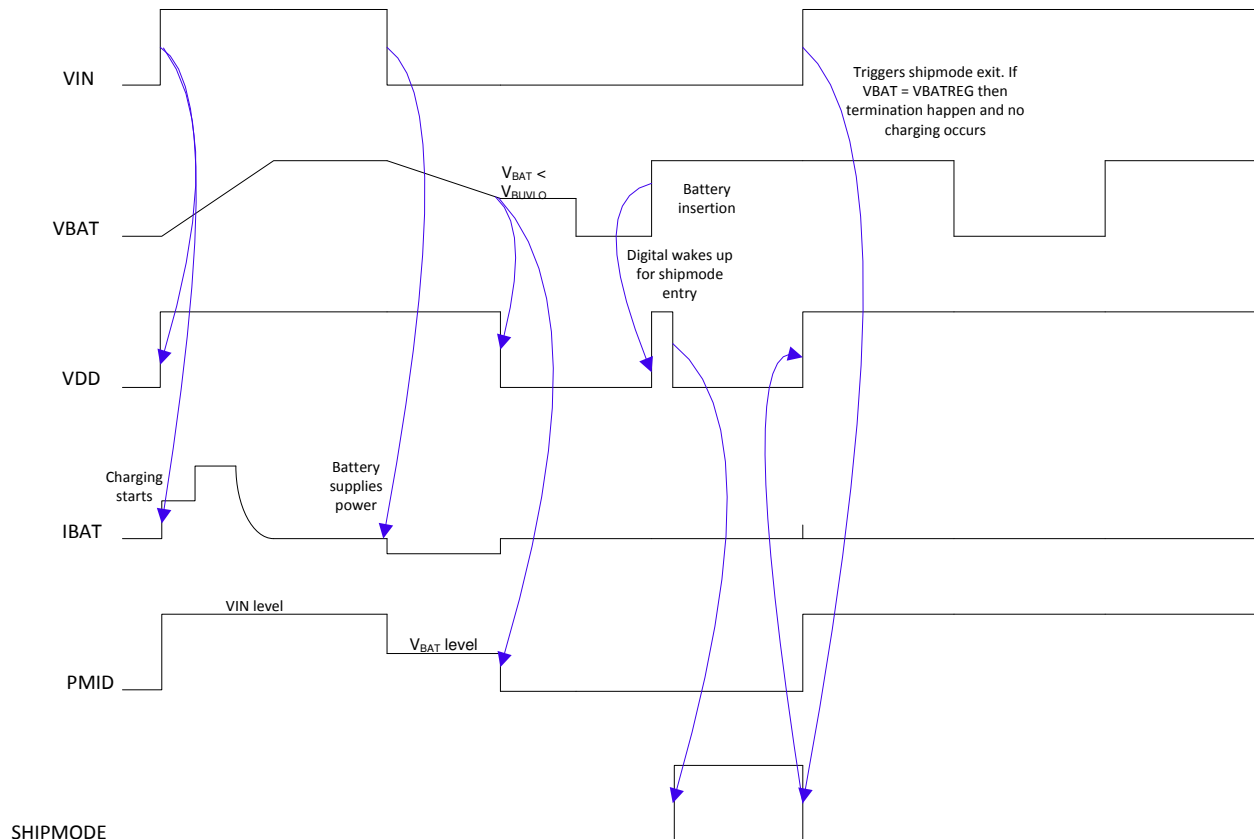 VIN
Triggers shipmode exit. If
VBAT = VBATREG then
termination happen and no
charging occurs
VBAT
VBAT <
VBUVLO
Battery
insertion
Digital wakes up
for shipmode
entry
VDD
Charging
starts
Battery
supplies
power
IBAT
VIN level
VBAT level
PMID
SHIPMODE